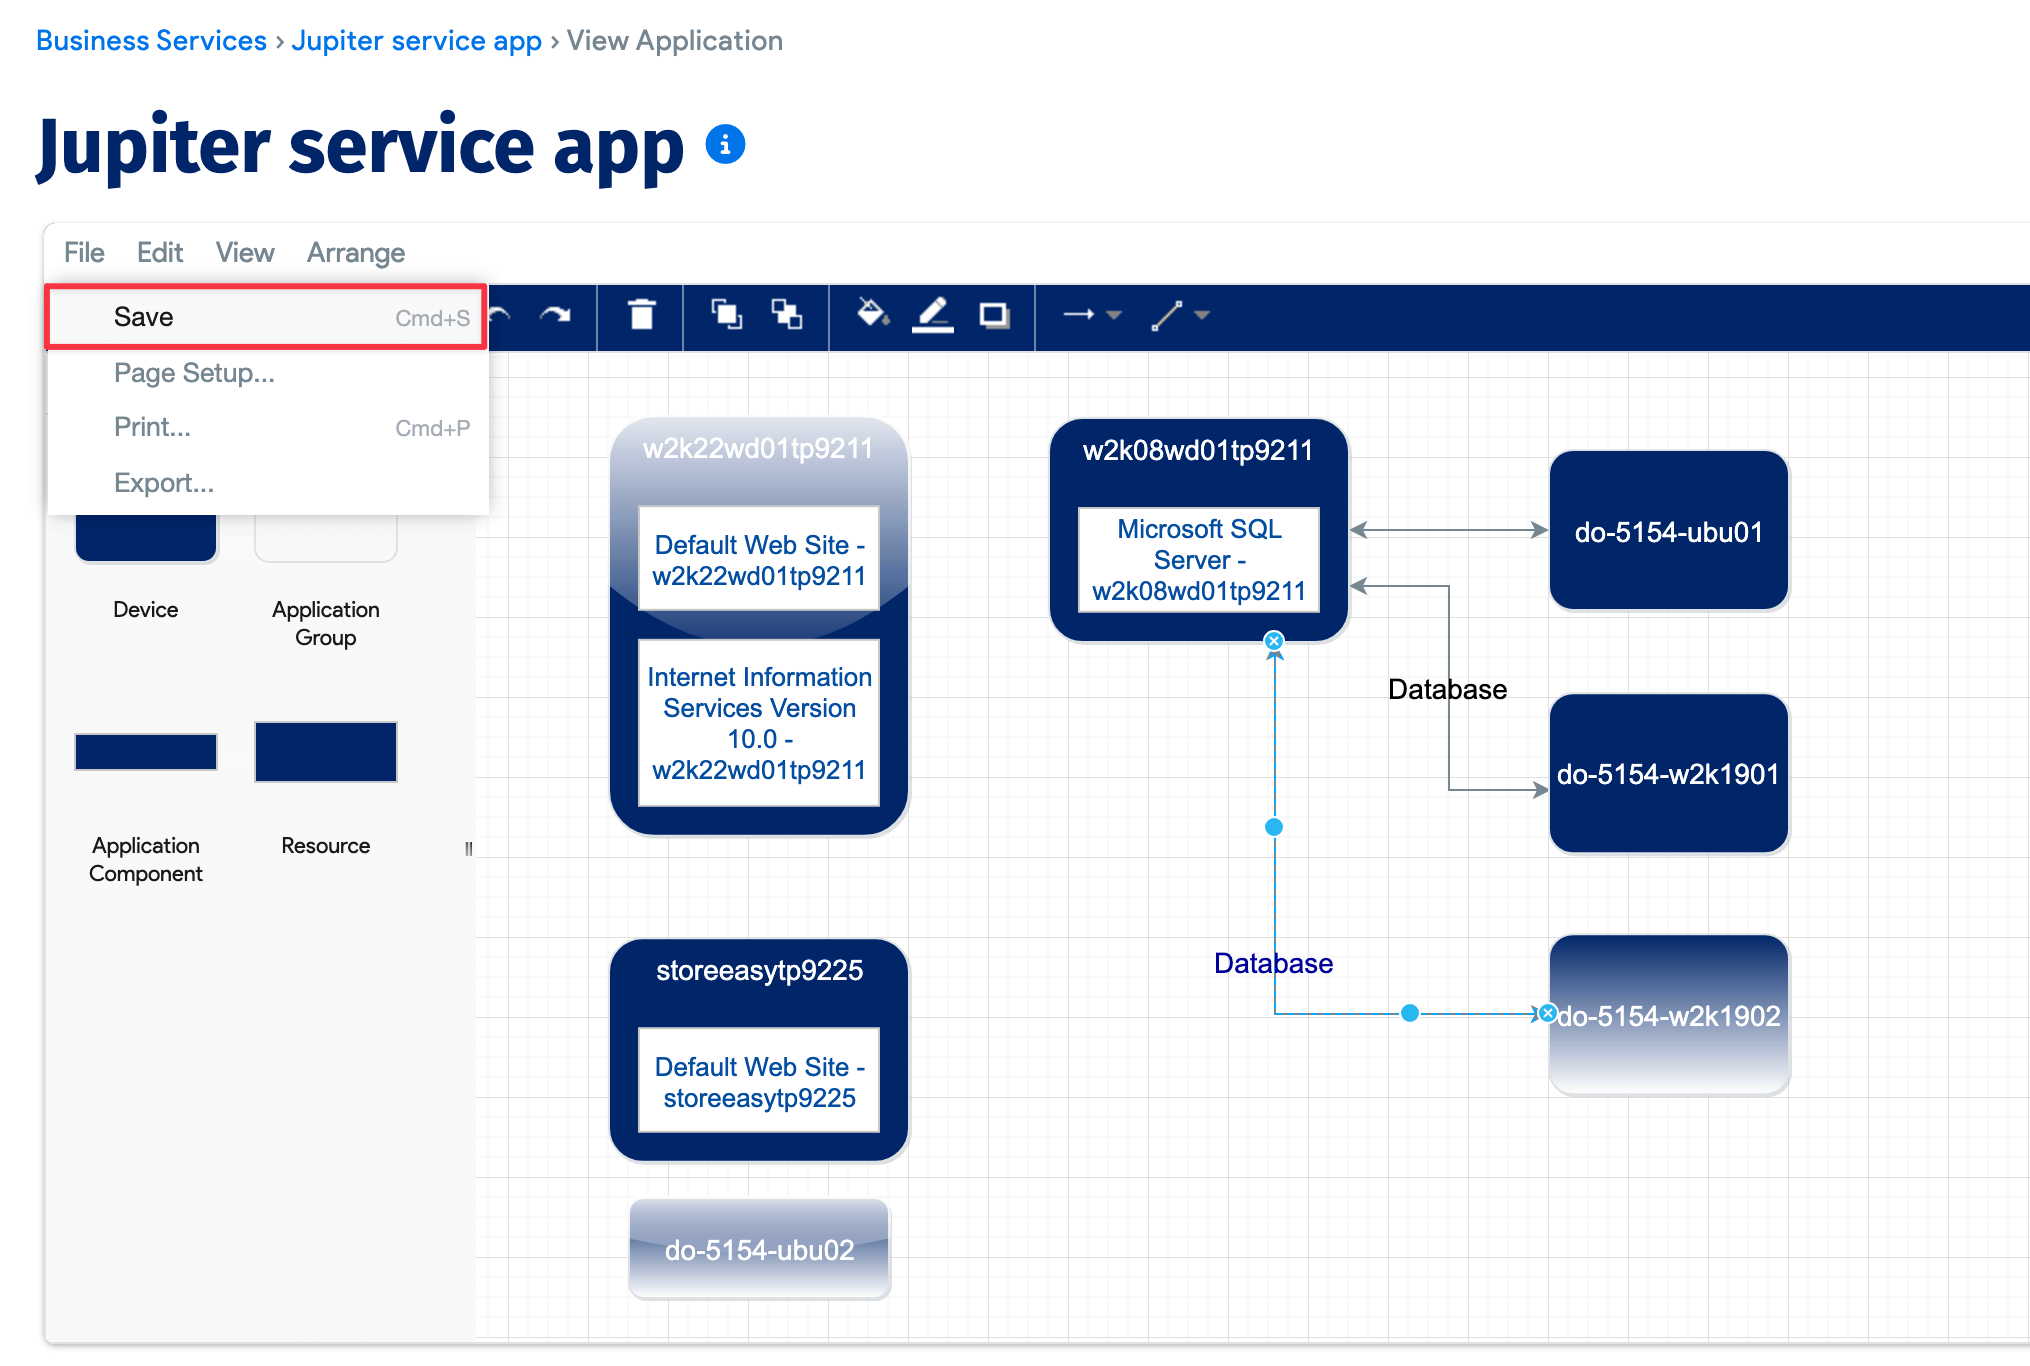 Business Services › Jupiter service app › View Application
Jupiter service app
File Edit View Arrange
Save Cmd+S
Page Setup...
Print... Cmd+P
Export...
Device
Application
Group
Application
Component
Resource
w2k22wd01tp9211
Default Web Site -
w2k22wd01tp9211
Internet Information
Services Version
10.0 -
w2k22wd01tp9211
w2k08wd01tp9211
Microsoft SQL
Server -
w2k08wd01tp9211
do-5154-ubu01
Database
do-5154-w2k1901
Database
do-5154-w2k1902
storeeasytp9225
Default Web Site -
storeeasytp9225
do-5154-ubu02